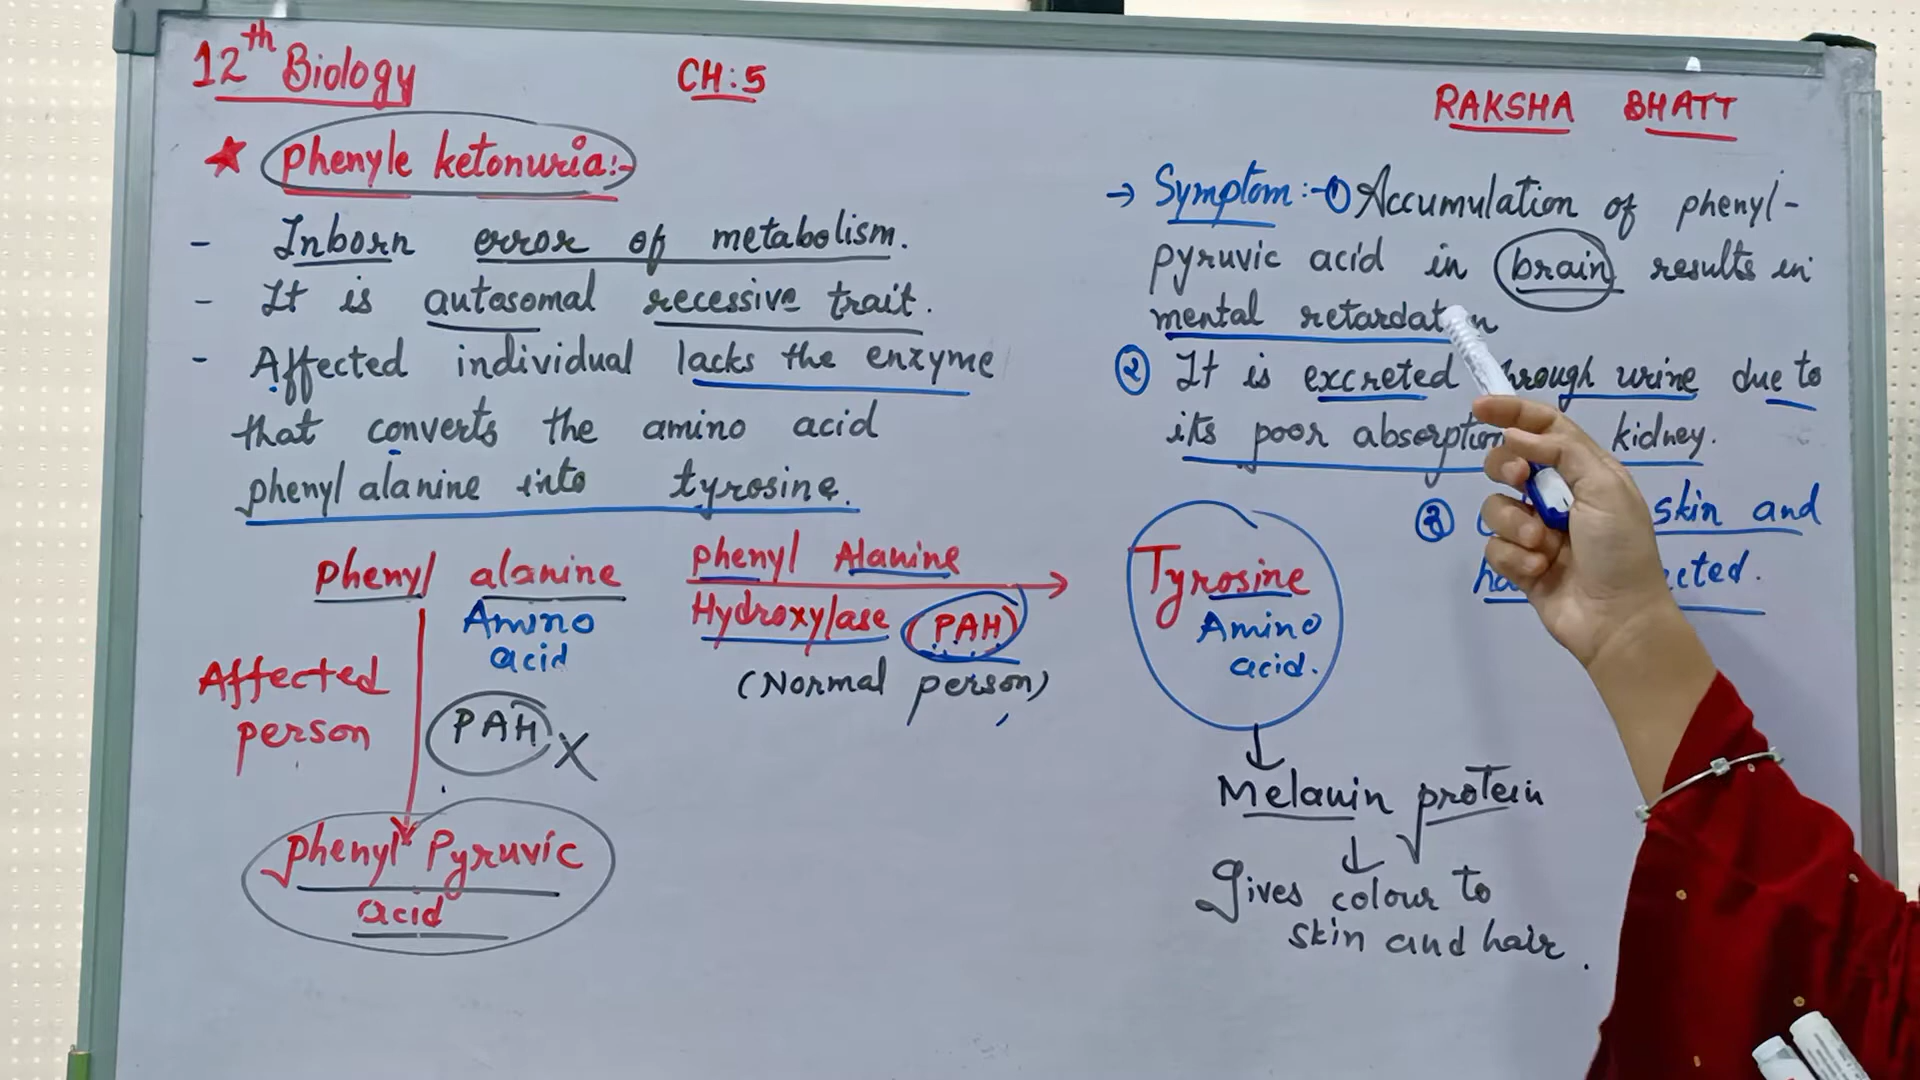 12th Biology
CH:5
RAKSHA BHATT
★ Phenyle ketonuria:-
- Inborn error of metabolism.
- It is autosomal recessive trait.
- Affected individual lacks the enzyme
that converts the amino acid
phenyl alanine into tyrosine.
Phenyl alanine
Amino
acid
phenyl Alanine
Hydroxylase (PAH)
(Normal person)
Tyrosine
Amino
acid.
Affected
person
PAH X
phenyl Pyruvic
acid
Melanin protein
Gives colour to
skin and hair.
→ Symptom:- ① Accumulation of phenyl-
pyruvic acid in brain results in
mental
② It is excreted urine due to
its poor kidney.
③ skin and